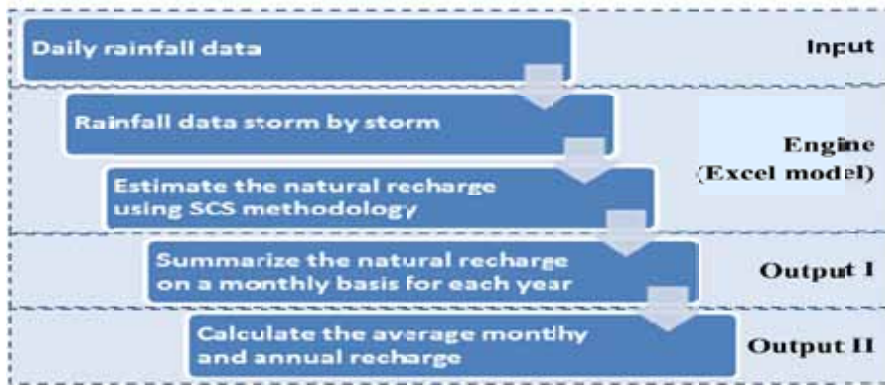 Daily rainfall data
Input
Rainfall data storm by storm
Engine
(Excel model)
Estimate the natural recharge
using SCS methodology
Summarize the natural recharge
on a monthly basis for each year
Output I
Calculate the average monthy
and annual recharge
Output II